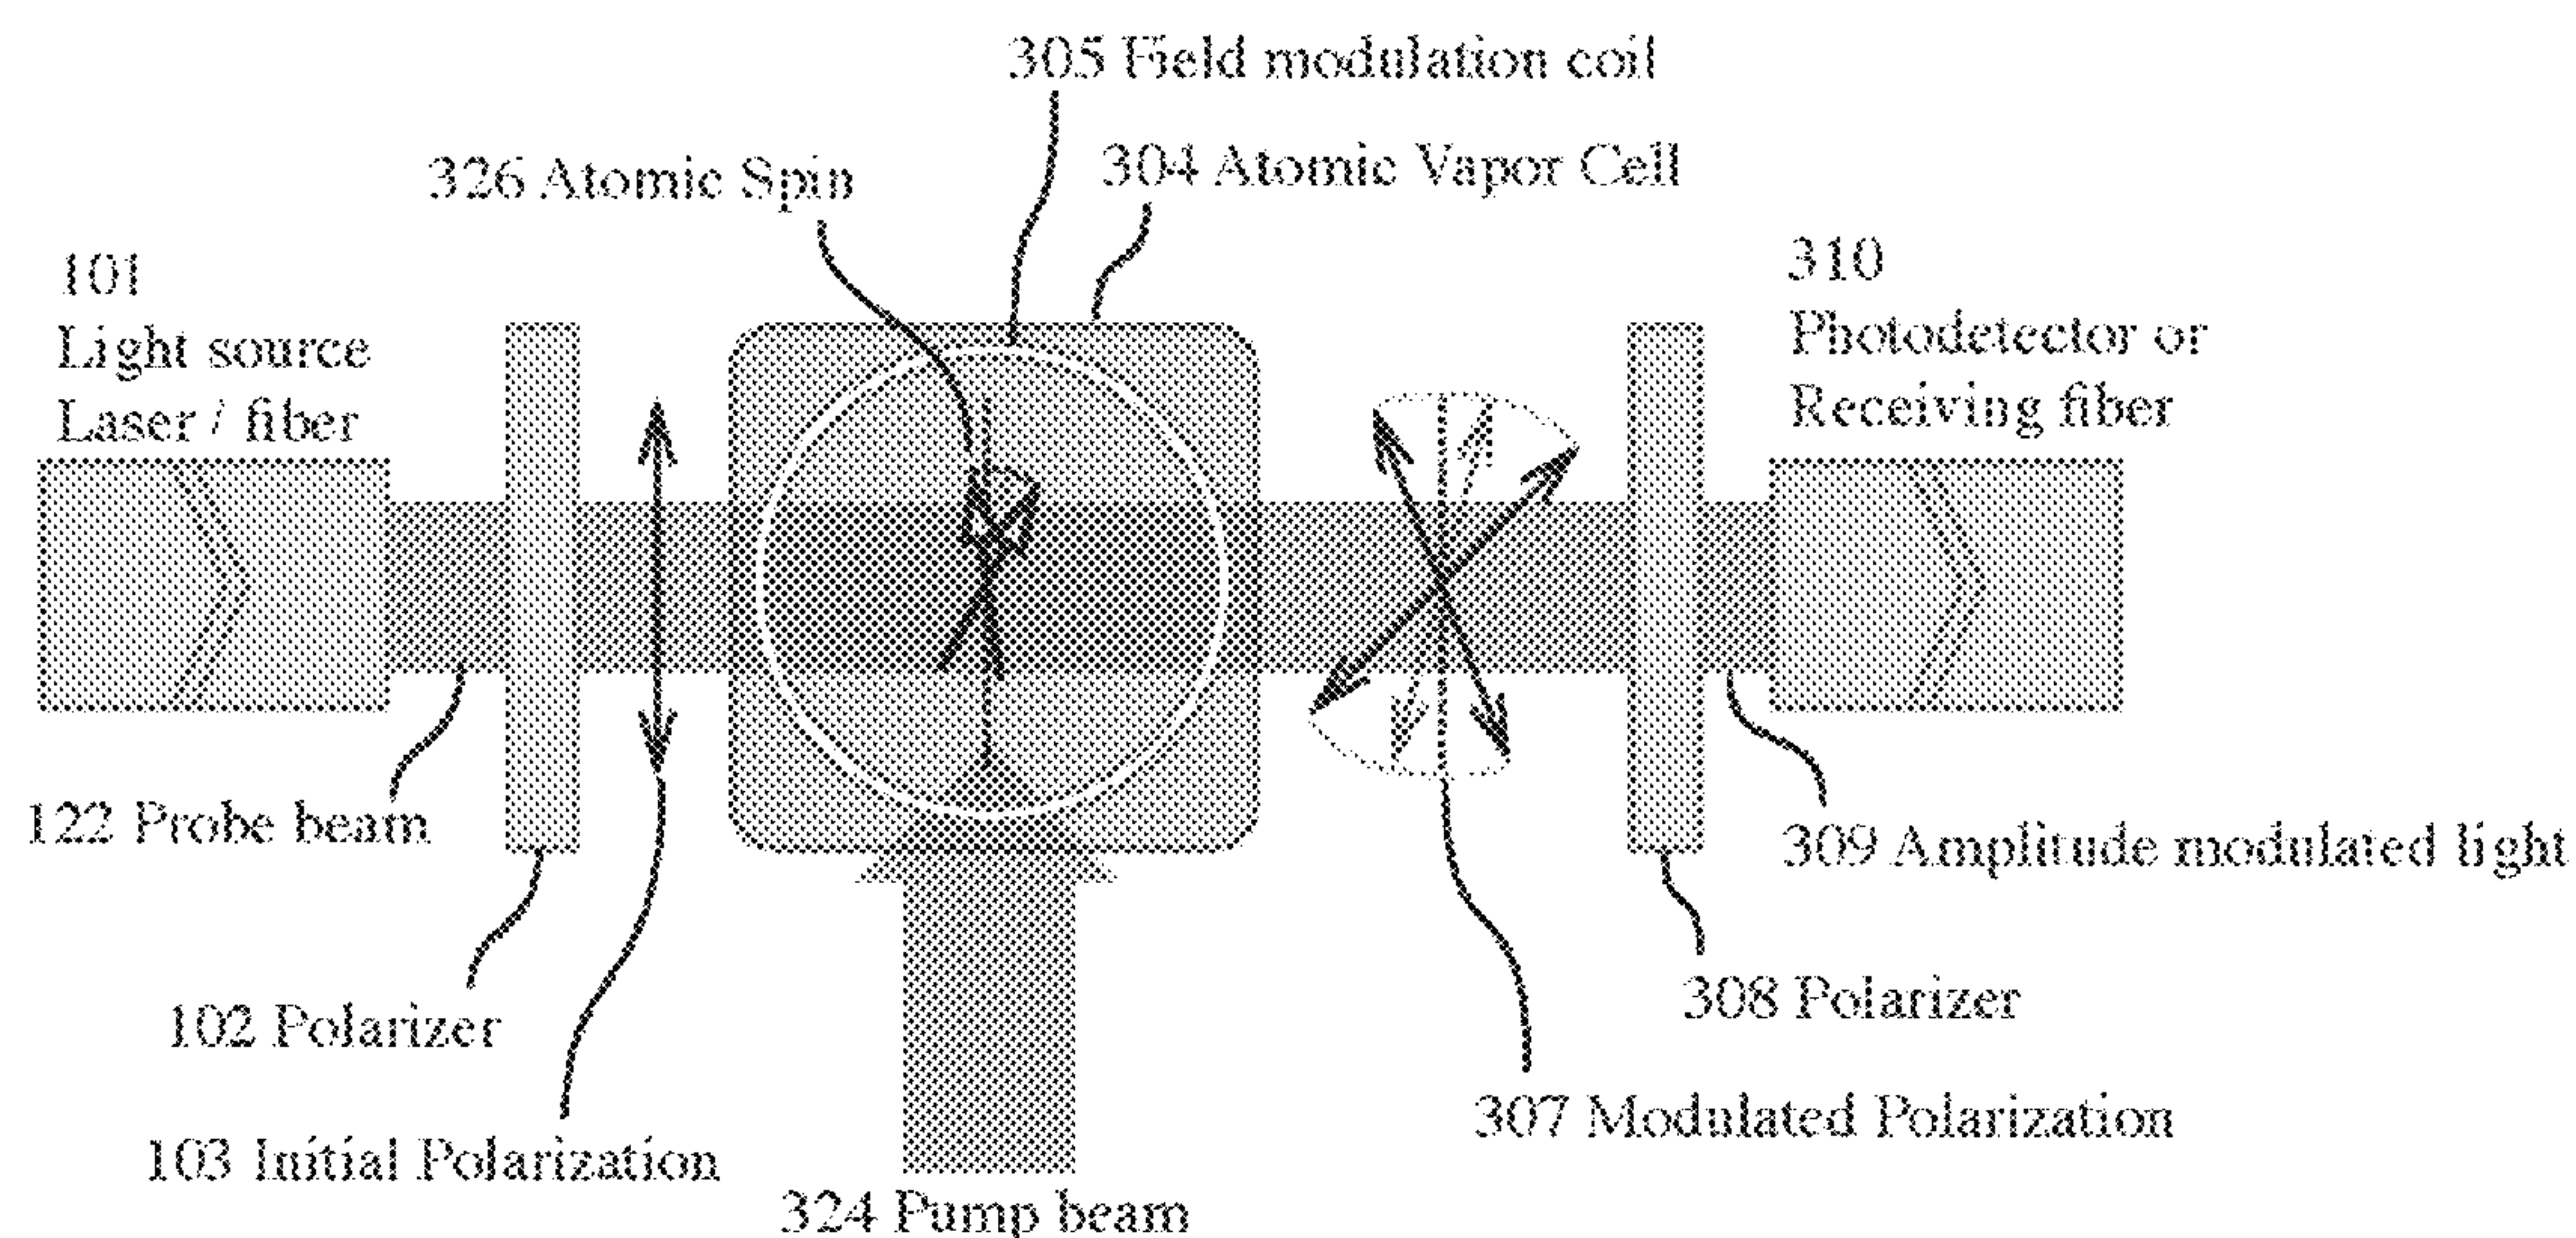 305 Field modulation coil
304 Atomic Vapor Cell
326 Atomic Spin
101
Light source
Laser / fiber
310
Photodetector or
Receiving fiber
122 Probe beam
309 Amplitude modulated light
102 Polarizer
308 Polarizer
103 Initial Polarization
307 Modulated Polarization
324 Pump beam